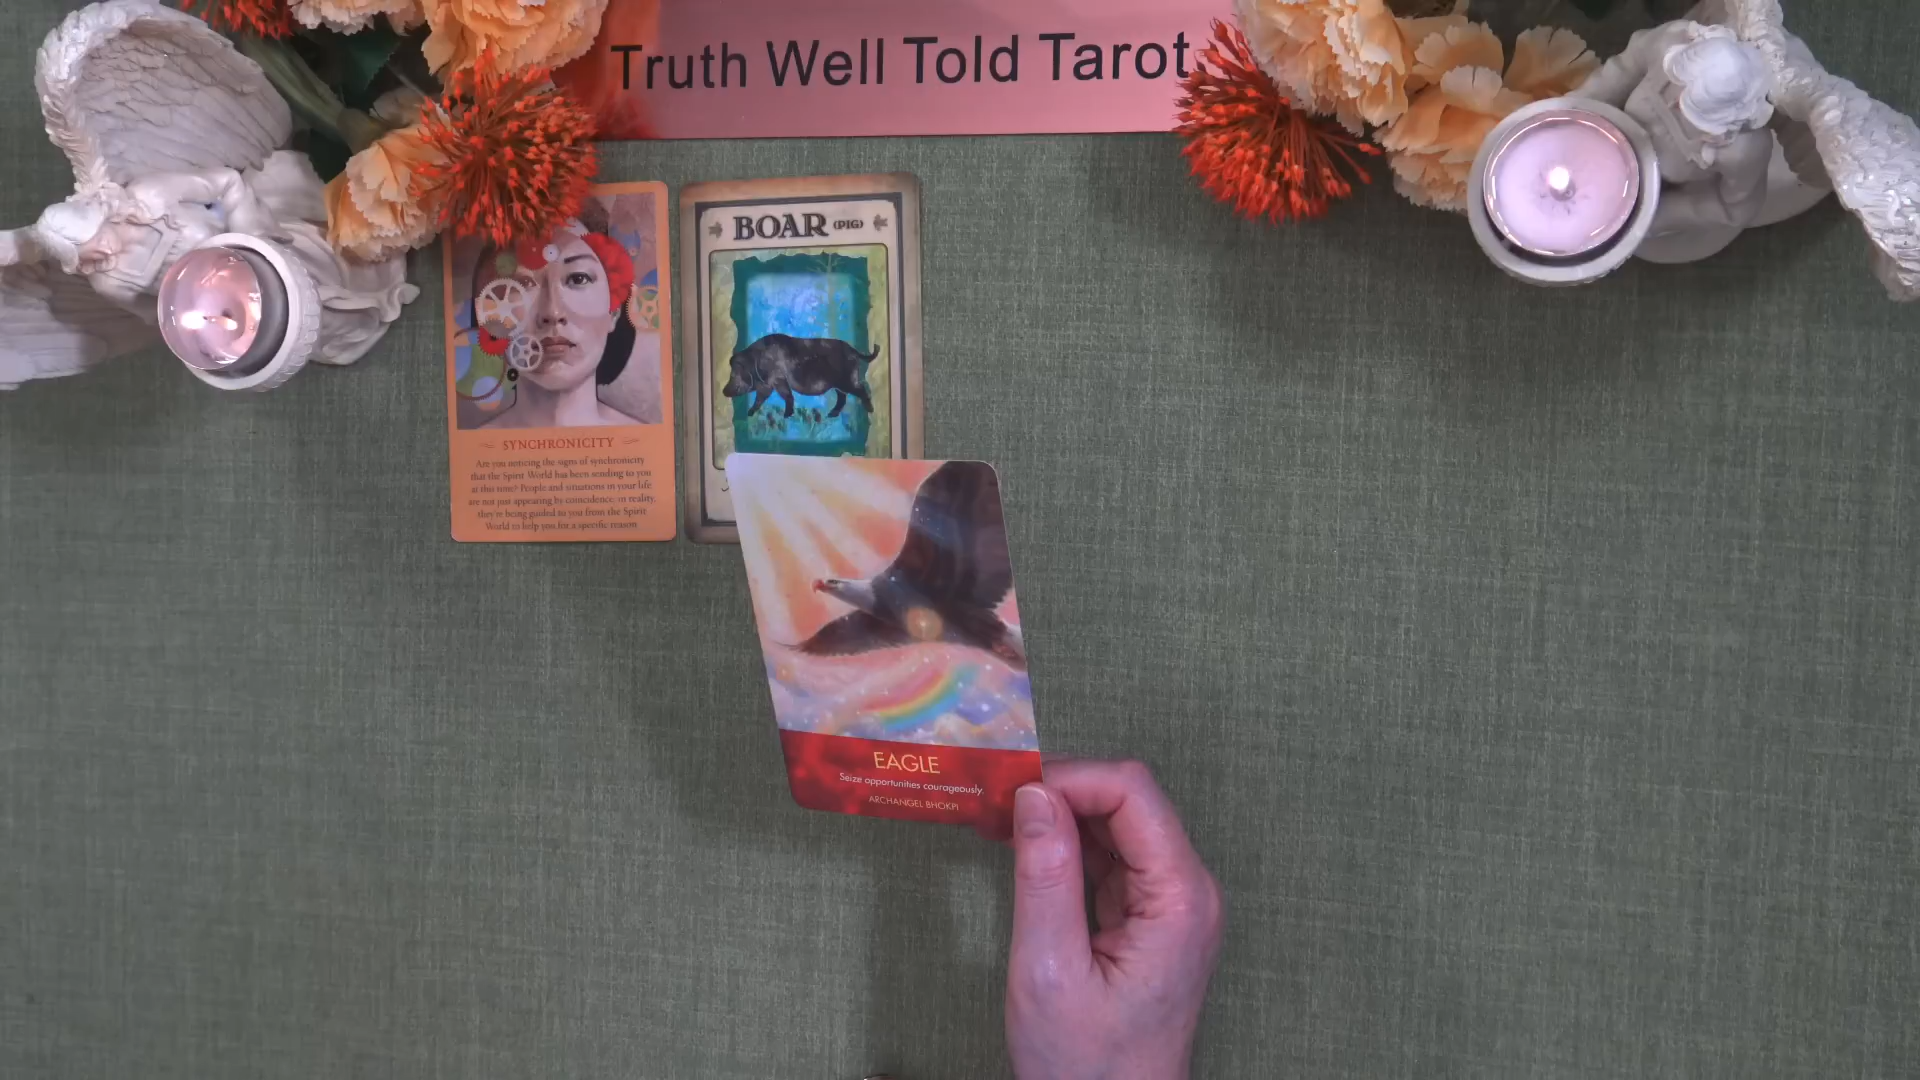 Truth Well Told Tarot
SYNCHRONICITY
Are you noticing the signs of synchronicity
that the Spirit World has been sending to you
at this time? People and situations in your life
are not just appearing by coincidence; in reality,
they're being guided to you from the Spirit
World to help you for a specific reason
BOAR (PIG)
EAGLE
Seize opportunities courageously.
ARCHANGEL BHOKPI